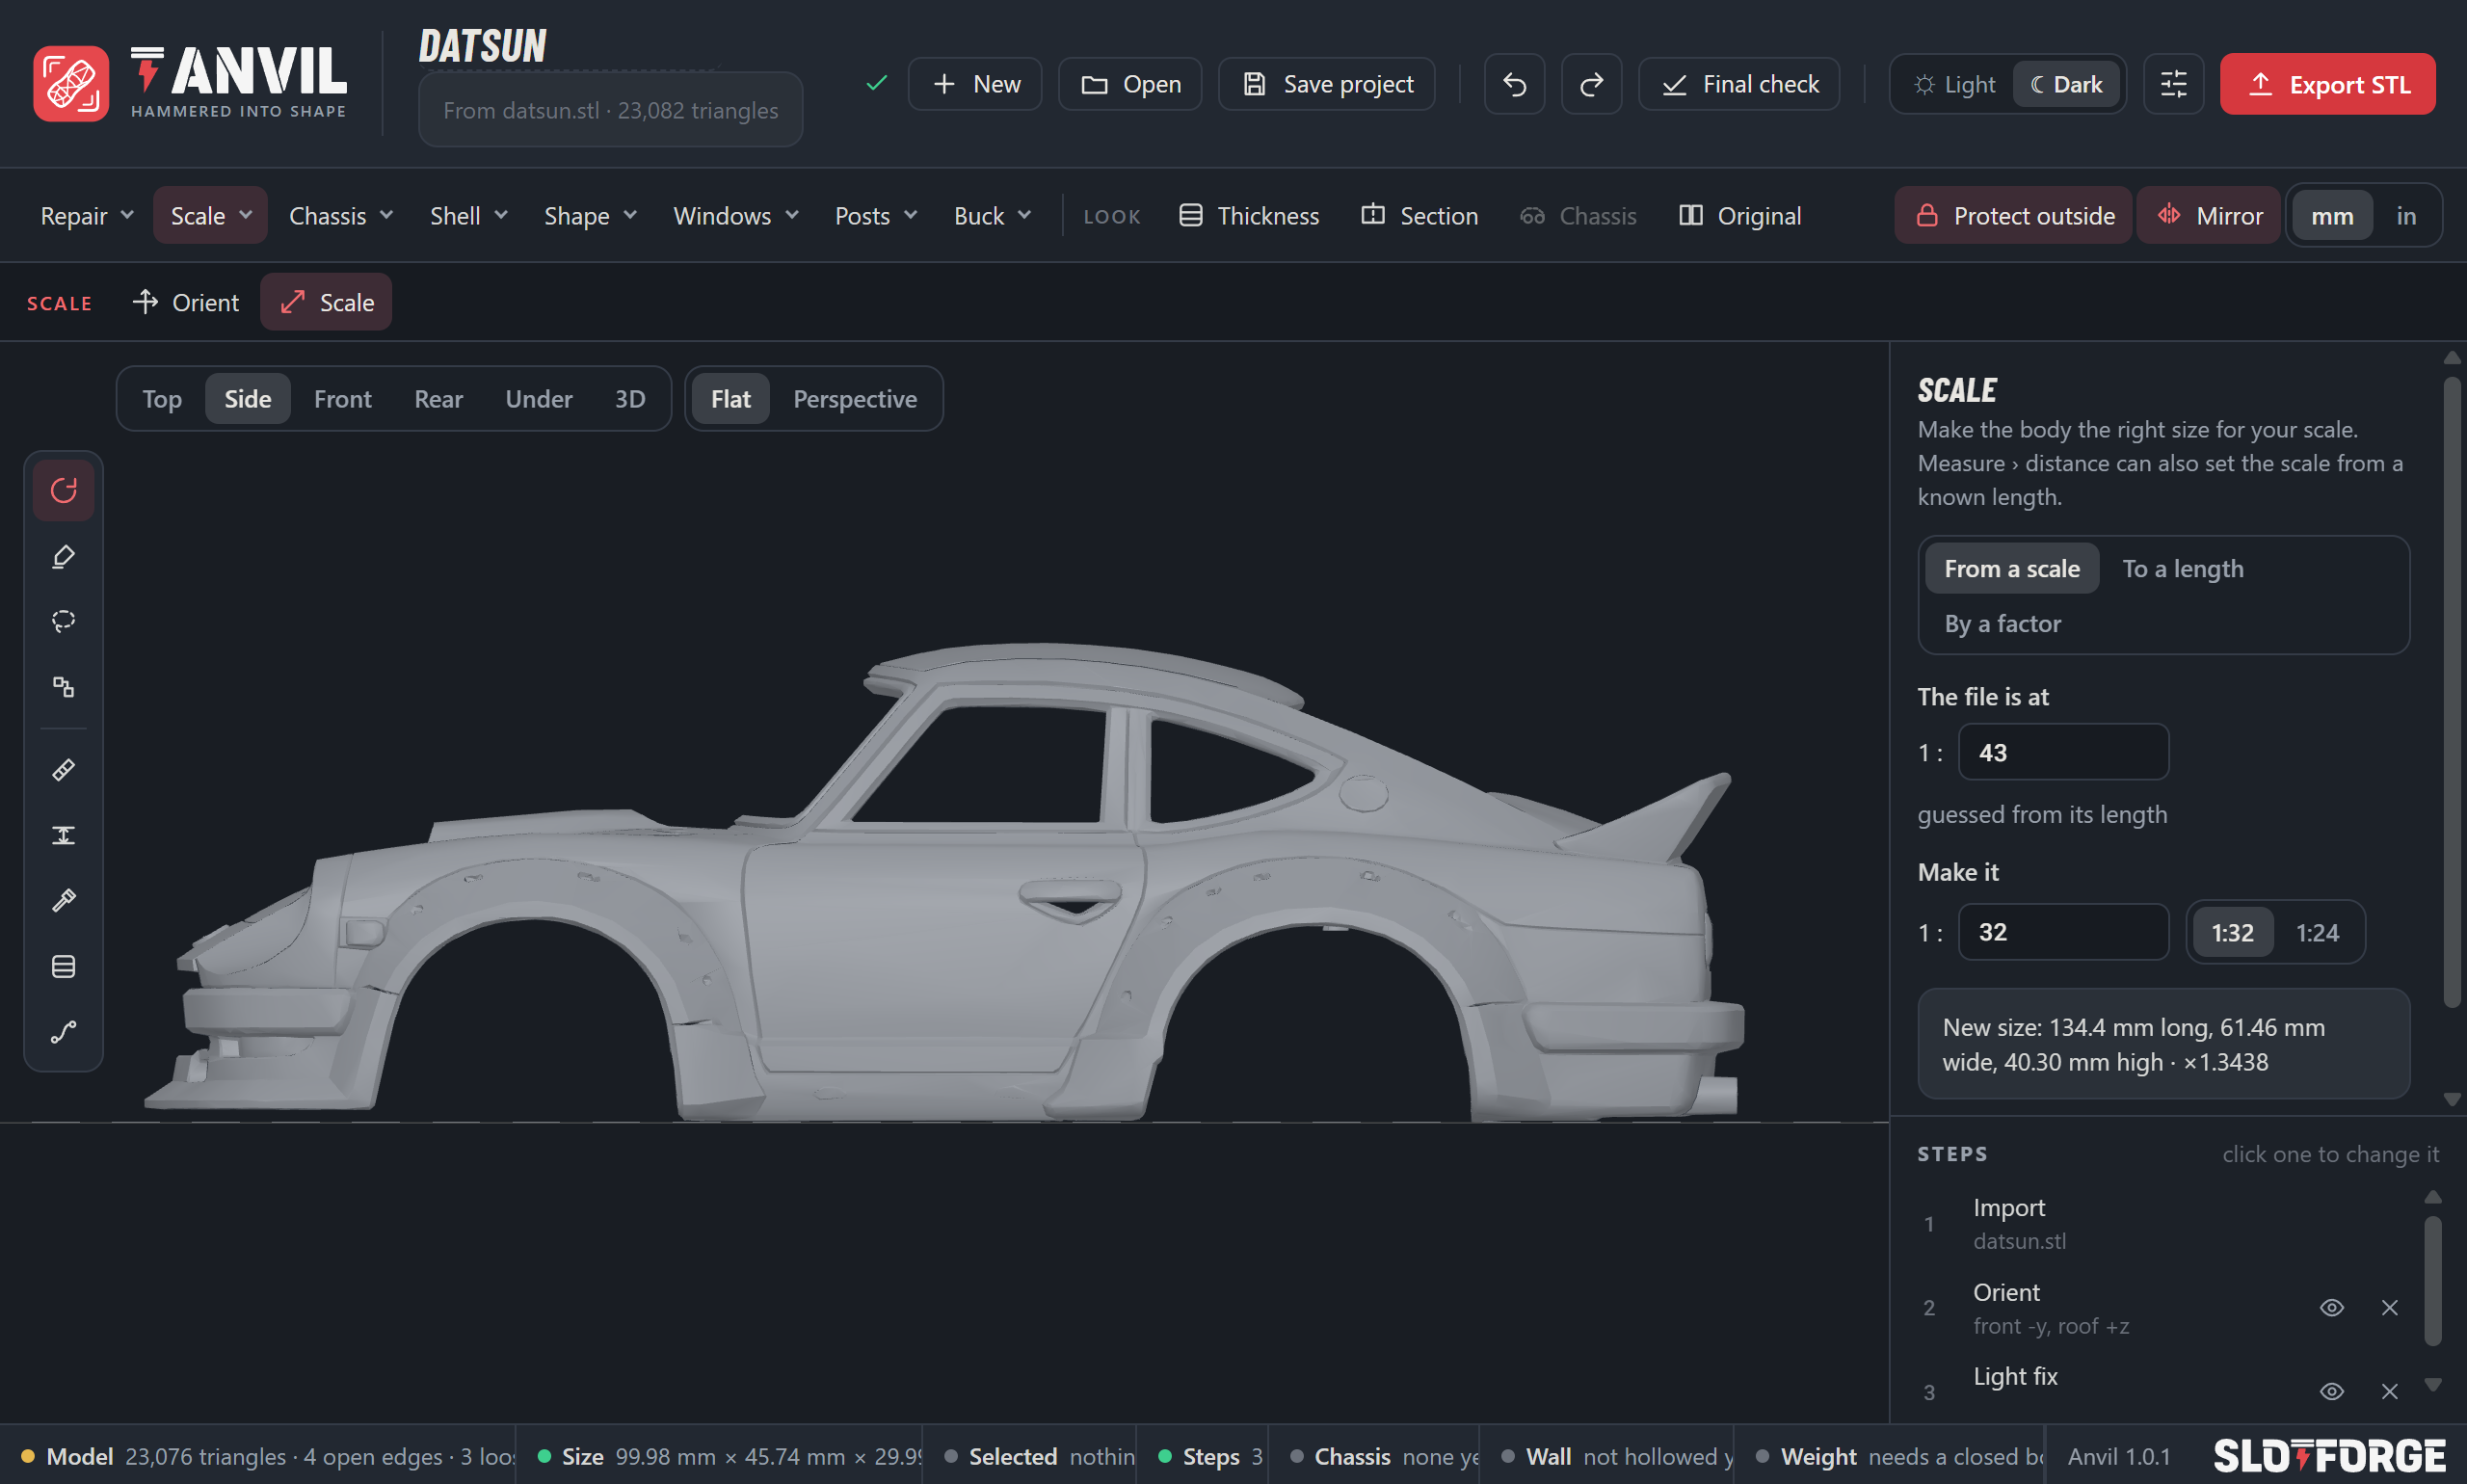 ANVIL
HAMMERED INTO SHAPE
DATSUN
From datsun.stl · 23,082 triangles
New
Open
Save project
Final check
Light
Dark
Export STL
Repair
Scale
Chassis
Shell
Shape
Windows
Posts
Buck
LOOK
Thickness
Section
Chassis
Original
Protect outside
Mirror
mm
in
SCALE
Orient
Scale
Top
Side
Front
Rear
Under
3D
Flat
Perspective
SCALE
Make the body the right size for your scale.
Measure › distance can also set the scale from a
known length.
From a scale
To a length
By a factor
The file is at
1 : 43
guessed from its length
Make it
1 : 32
1:32
1:24
New size: 134.4 mm long, 61.46 mm
wide, 40.30 mm high · ×1.3438
STEPS
click one to change it
1
Import
datsun.stl
2
Orient
front -y, roof +z
3
Light fix
Model 23,076 triangles · 4 open edges · 3 loos
Size 99.98 mm × 45.74 mm × 29.99
Selected nothin
Steps 3
Chassis none ye
Wall not hollowed y
Weight needs a closed bo
Anvil 1.0.1
SLOTFORGE